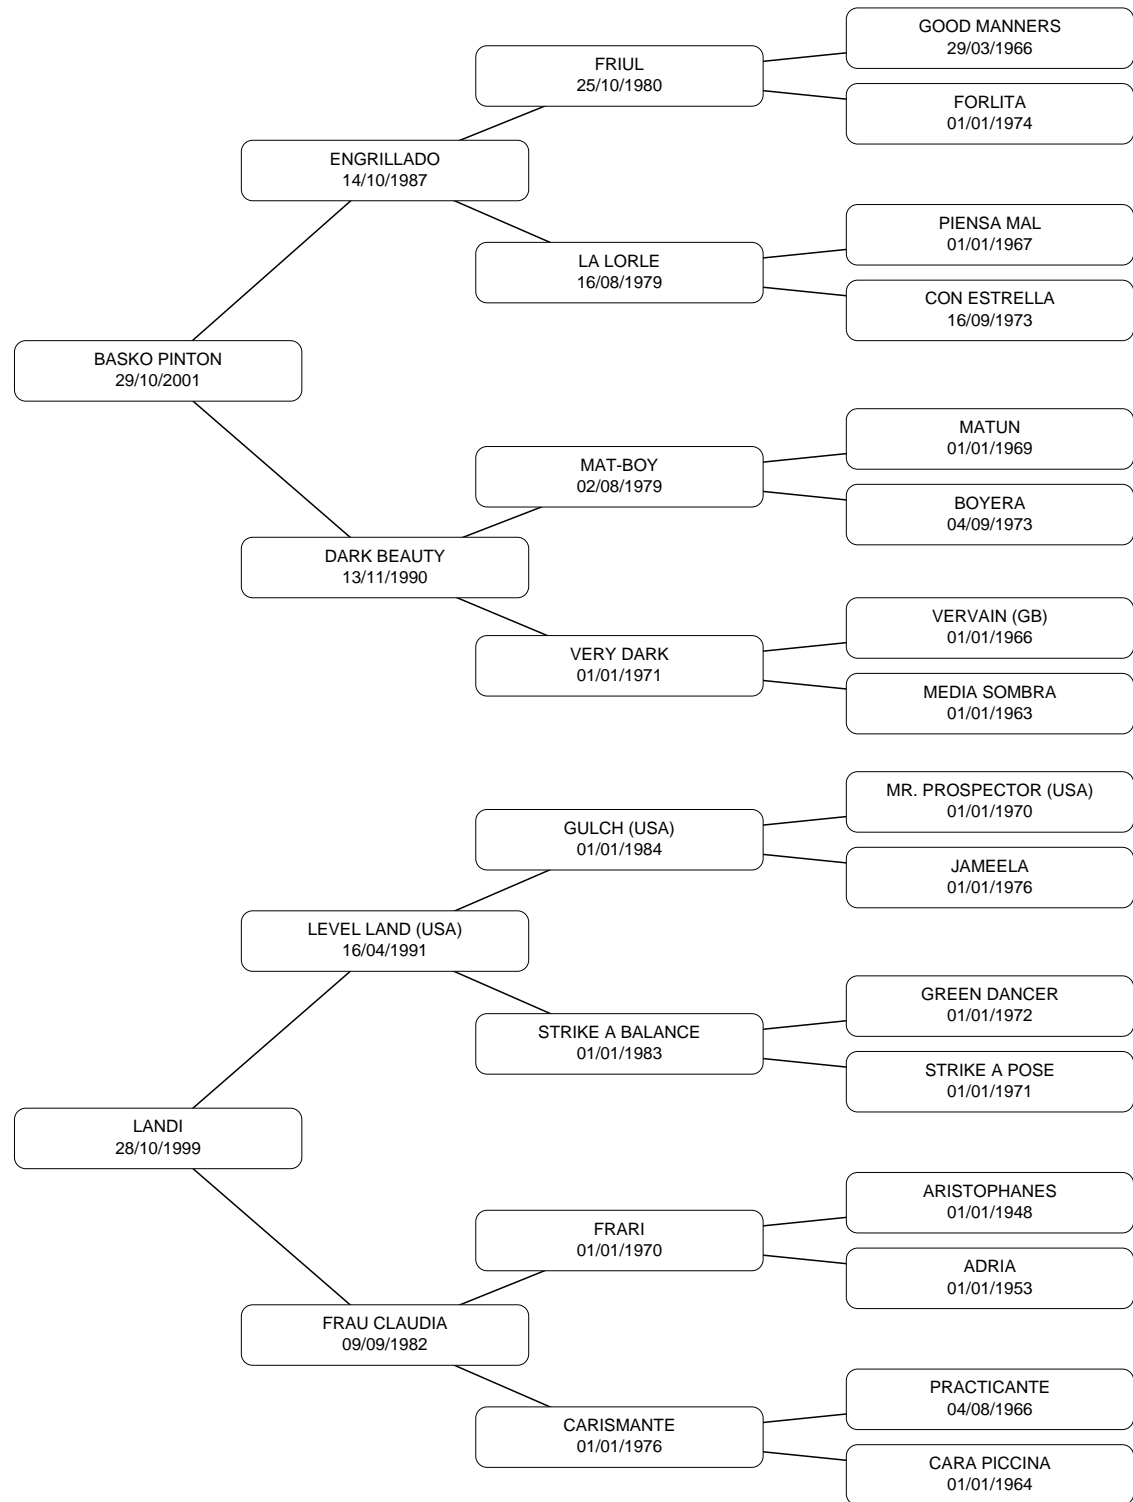 GOOD MANNERS
29/03/1966
FRIUL
25/10/1980
FORLITA
01/01/1974
ENGRILLADO
14/10/1987
PIENSA MAL
01/01/1967
LA LORLE
16/08/1979
CON ESTRELLA
16/09/1973
BASKO PINTON
29/10/2001
MATUN
01/01/1969
MAT-BOY
02/08/1979
BOYERA
04/09/1973
DARK BEAUTY
13/11/1990
VERVAIN (GB)
01/01/1966
VERY DARK
01/01/1971
MEDIA SOMBRA
01/01/1963
MR. PROSPECTOR (USA)
01/01/1970
GULCH (USA)
01/01/1984
JAMEELA
01/01/1976
LEVEL LAND (USA)
16/04/1991
GREEN DANCER
01/01/1972
STRIKE A BALANCE
01/01/1983
STRIKE A POSE
01/01/1971
LANDI
28/10/1999
ARISTOPHANES
01/01/1948
FRARI
01/01/1970
ADRIA
01/01/1953
FRAU CLAUDIA
09/09/1982
PRACTICANTE
04/08/1966
CARISMANTE
01/01/1976
CARA PICCINA
01/01/1964